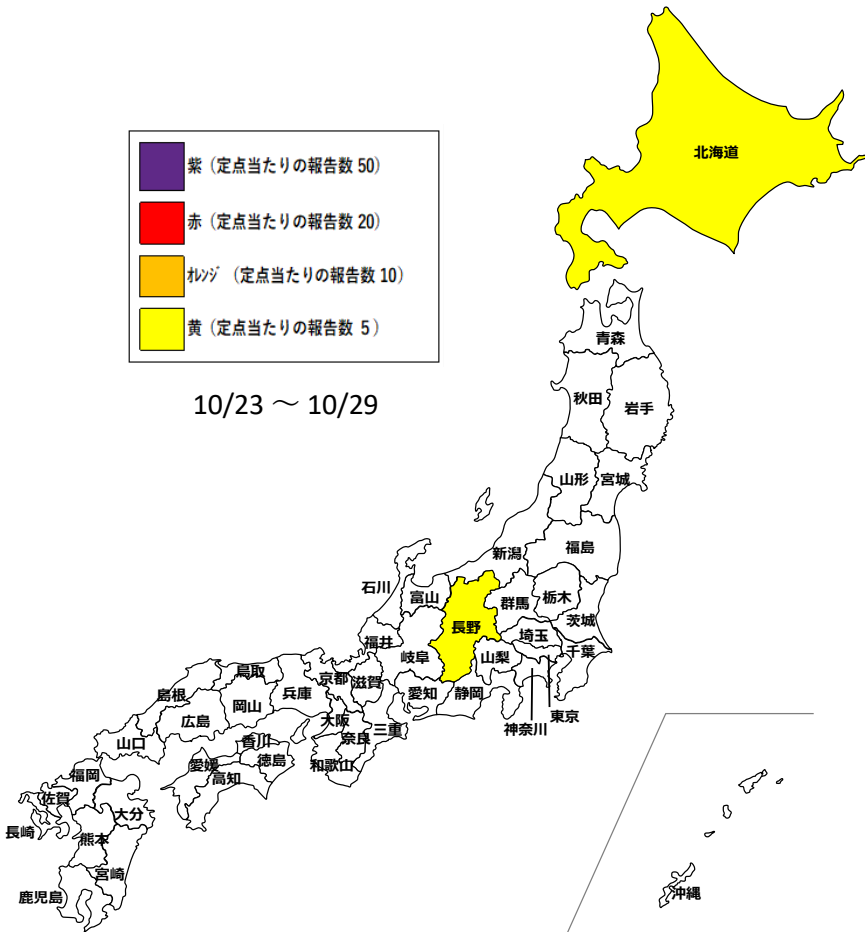 北海道
紫（定点当たりの報告数 50）
赤（定点当たりの報告数 20）
オレンジ （定点当たりの報告数 10）
黄（定点当たりの報告数 5）
10/23 ～ 10/29
青森
秋田
岩手
山形
宮城
新潟
福島
石川
富山
群馬
栃木
茨城
長野
埼玉
福井
岐阜
山梨
千葉
鳥取
京都
滋賀
愛知
静岡
島根
岡山
兵庫
東京
広島
大阪
三重
神奈川
山口
香川
奈良
愛媛
徳島
和歌山
福岡
高知
佐賀
大分
長崎
熊本
宮崎
鹿児島
沖縄